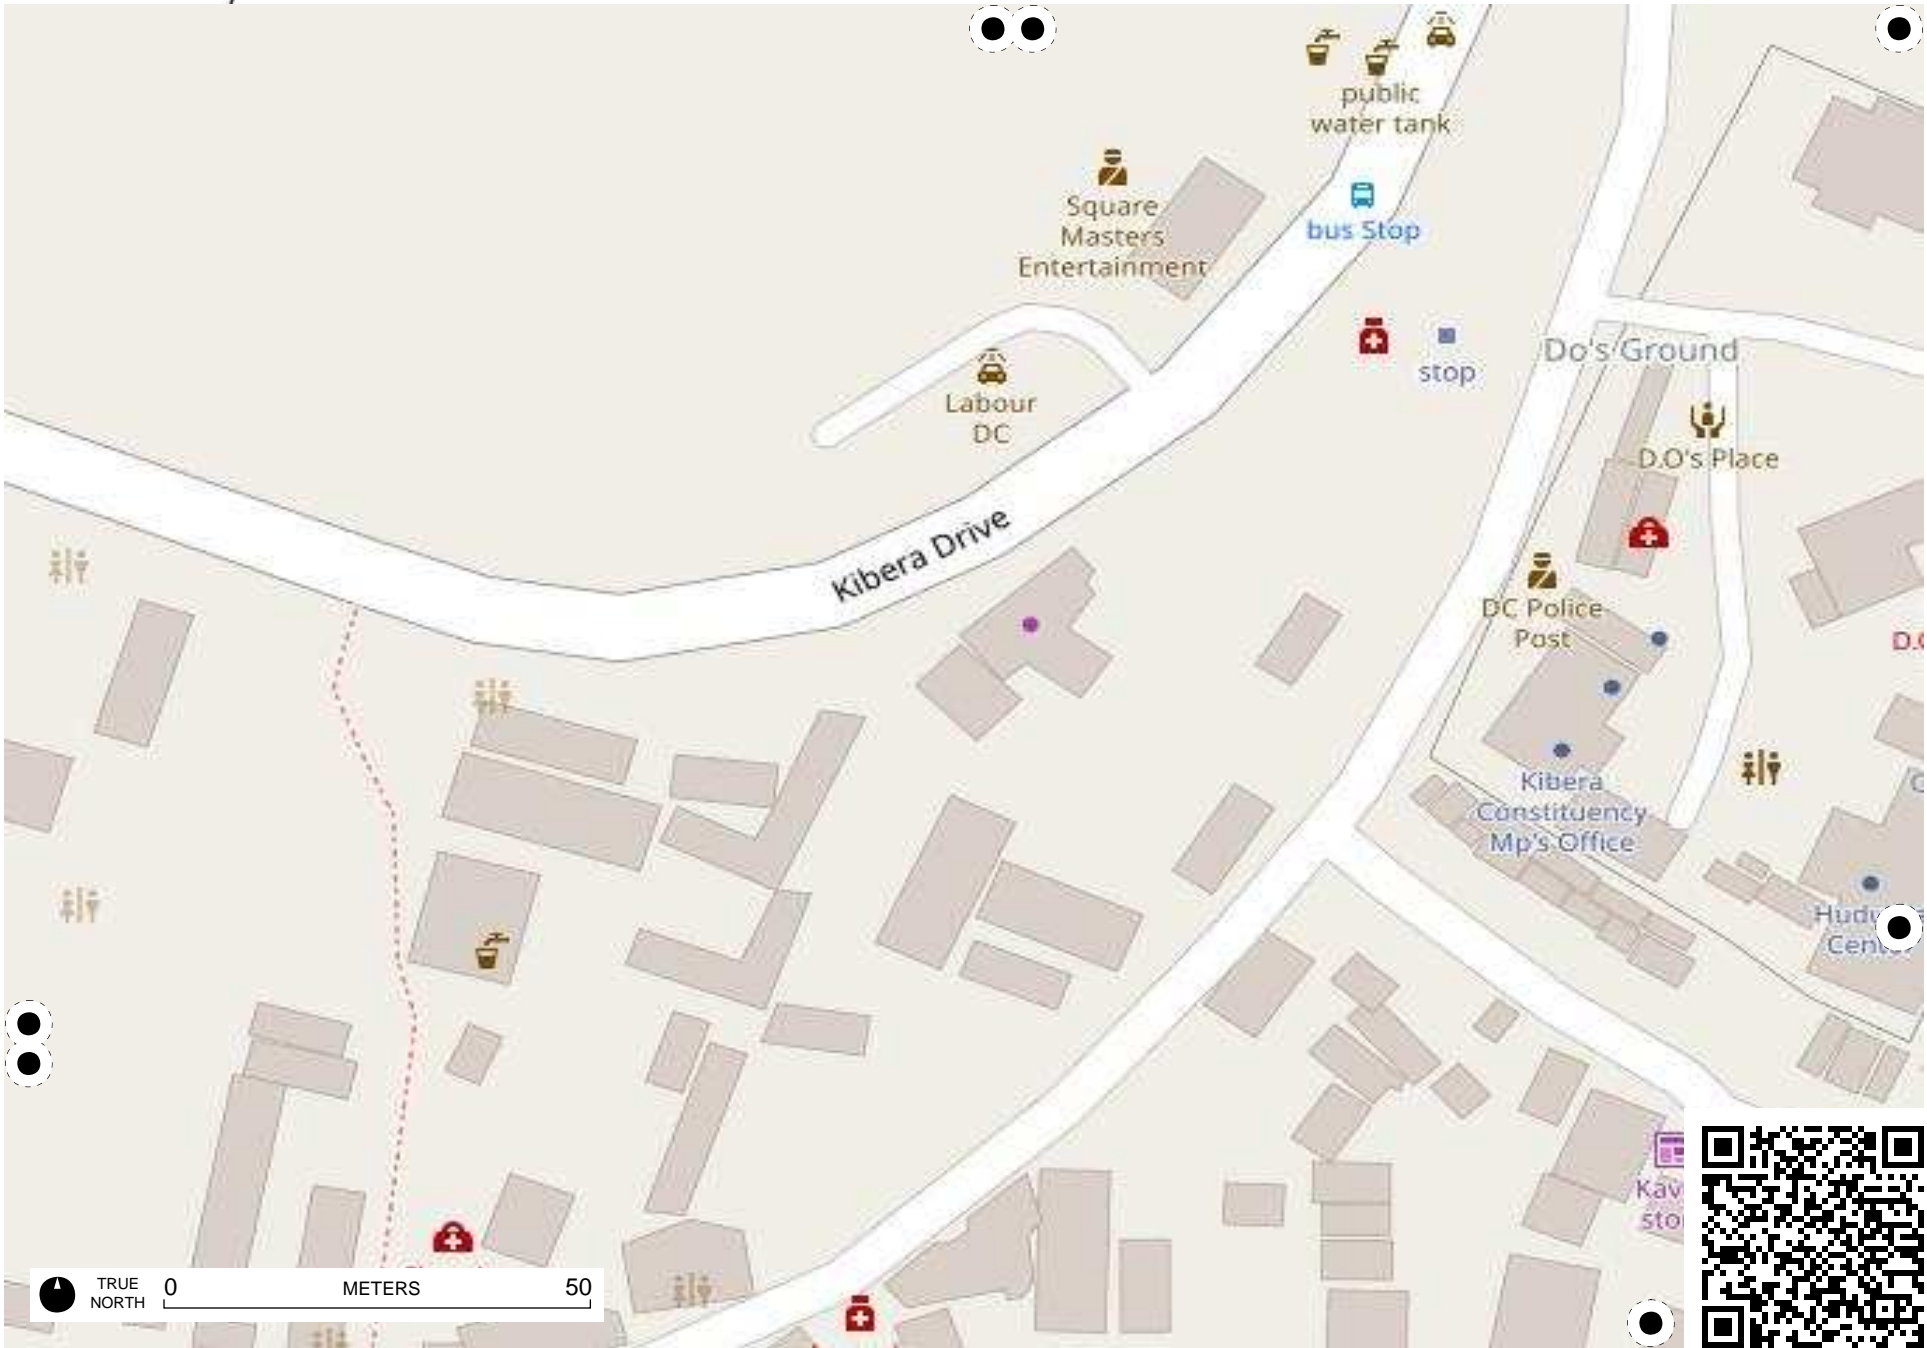 public
water tank
Square
Masters
Entertainment
bus Stop
stop
Do's Ground
Labour
DC
D.O's Place
Kibera Drive
DC Police
Post
Kibera
Constituency
Mp's Office
TRUE
NORTH
0
METERS
50